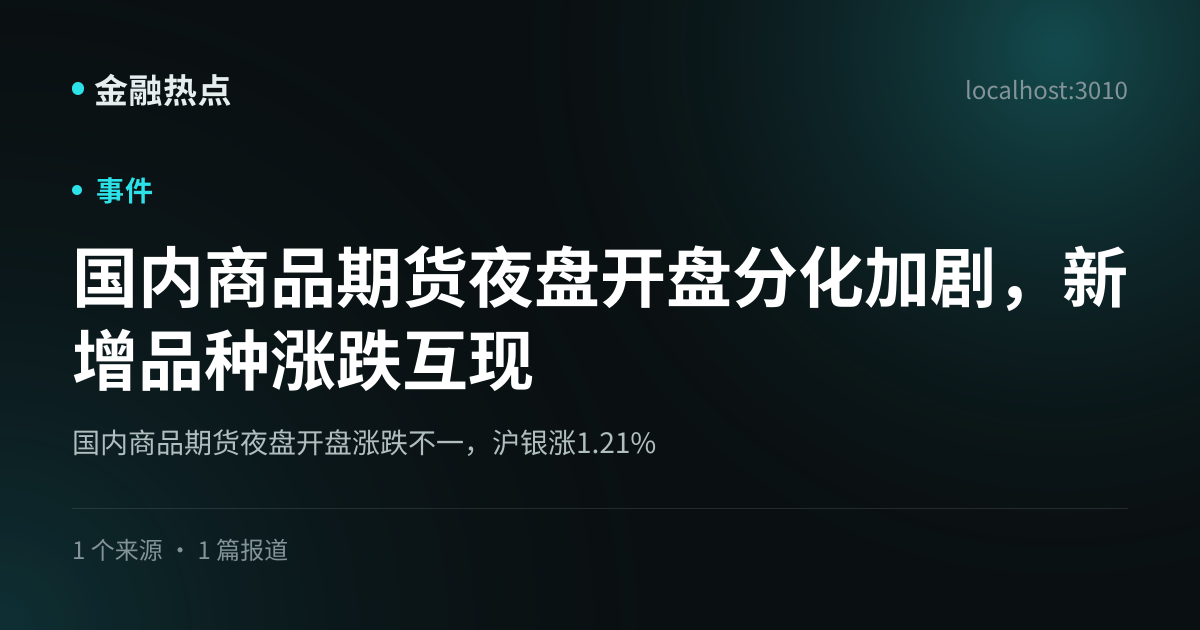 金融热点
localhost:3010
事件
国内商品期货夜盘开盘分化加剧，新
增品种涨跌互现
国内商品期货夜盘开盘涨跌不一，沪银涨1.21%
1 个来源 · 1 篇报道